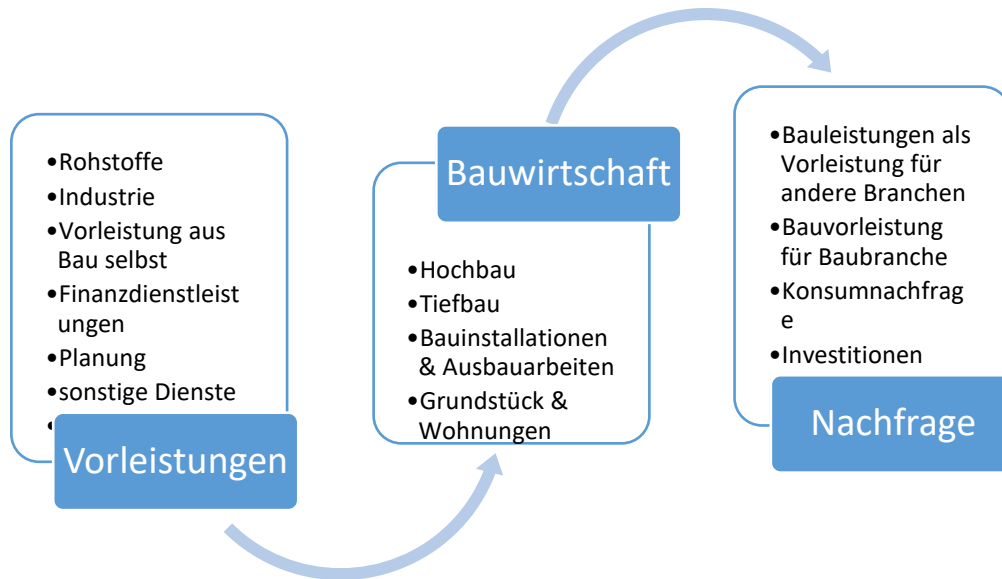 •Rohstoffe
•Industrie
•Vorleistung aus
Bau selbst
•Finanzdienstleist
ungen
•Planung
•sonstige Dienste
•
Vorleistungen
Bauwirtschaft
•Hochbau
•Tiefbau
•Bauinstallationen
& Ausbauarbeiten
•Grundstück &
Wohnungen
•Bauleistungen als
Vorleistung für
andere Branchen
•Bauvorleistung
für Baubranche
•Konsumnachfrag
e
•Investitionen
Nachfrage